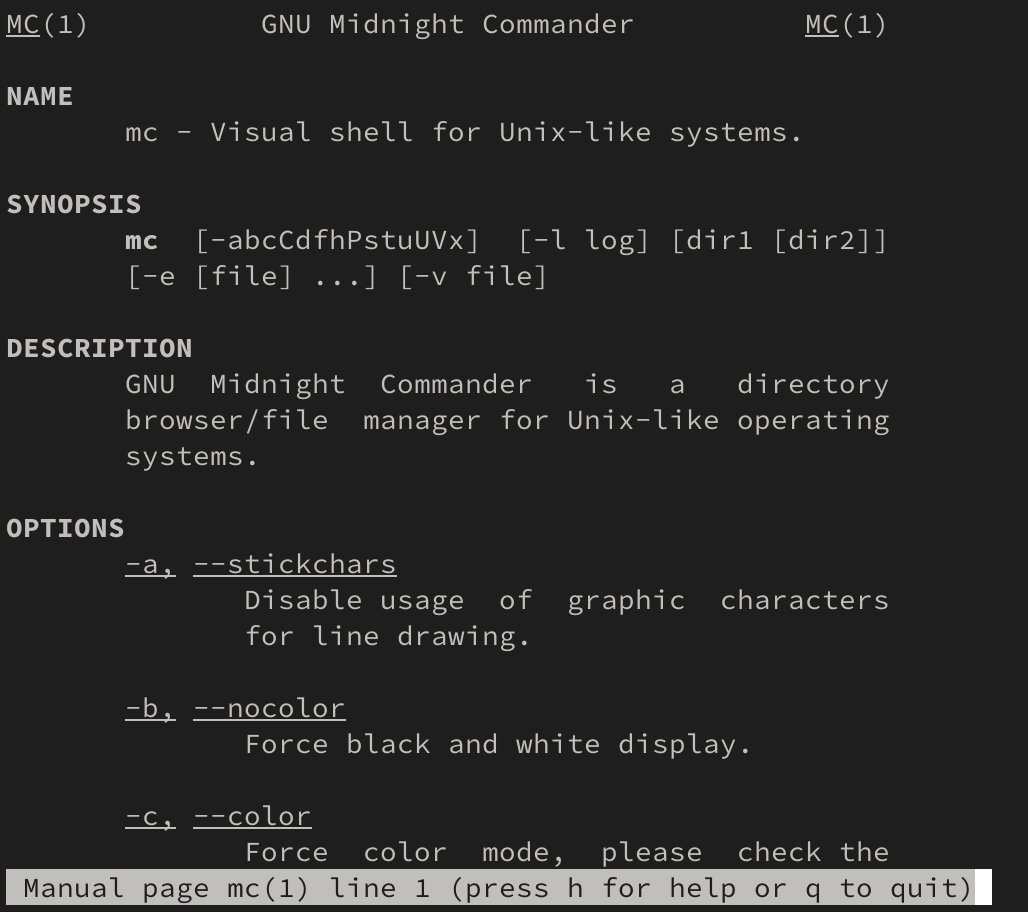 MC(1) GNU Midnight Commander MC(1)
NAME
mc - Visual shell for Unix-like systems.
SYNOPSIS
mc [-abcCdfhPstuUVx] [-l log] [dir1 [dir2]]
[-e [file] ...] [-v file]
DESCRIPTION
GNU Midnight Commander is a directory
browser/file manager for Unix-like operating
systems.
OPTIONS
-a, --stickchars
Disable usage of graphic characters
for line drawing.
-b, --nocolor
Force black and white display.
-c, --color
Force color mode, please check the
Manual page mc(1) line 1 (press h for help or q to quit)